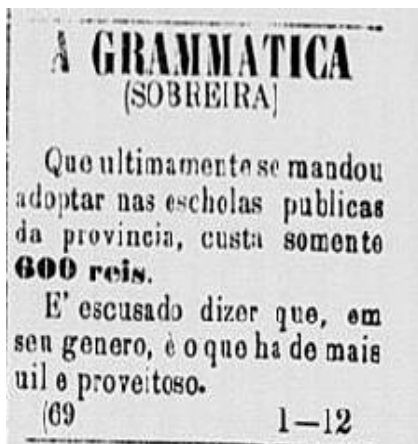 A GRAMMATICA
(SOBREIRA)
Que ultimamente se mandou
adoptar nas escholas publicas
da provincia, custa somente
600 reis.
E' escusado dizer que, em
seu genero, é o que ha de mais
uil e proveitoso.
(69 1—12